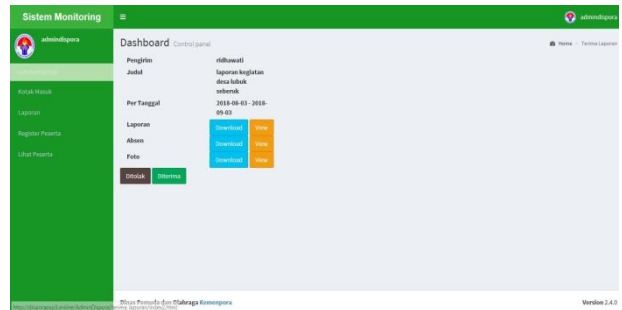 Sistem Monitoring
admindispora
admindispora
Dashboard Control panel
Home Terima Laporan
Pengirim ridhawati
Judul laporan kegiatan
desa lubuk
seberuk
Kotak Masuk
Per Tanggal 2018-08-03 - 2018-
09-03
Laporan
Laporan Download View
Register Peserta
Absen Download View
Lihat Peserta
Foto Download View
Ditolak Diterima
Dinas Pemuda dan Olahraga Kemenpora
Version 2.4.0